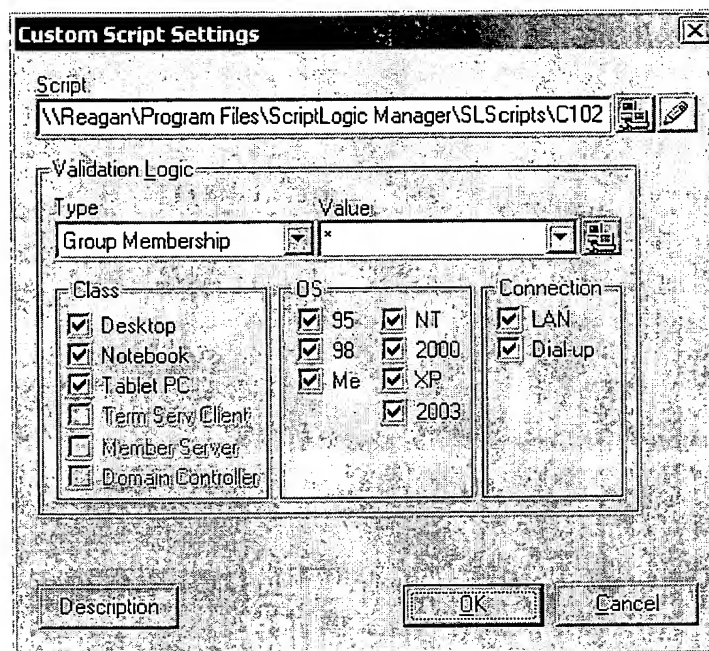 Custom Script Settings
Script:
\\Reagan\Program Files\ScriptLogic Manager\SLScripts\C102
Validation Logic
Type Value:
Group Membership *
Class OS Connection
Desktop 95 NT LAN
Notebook 98 2000 Dial-up
Tablet PC Me XP
Term Serv Client 2003
Member Server
Domain Controller
Description OK Cancel